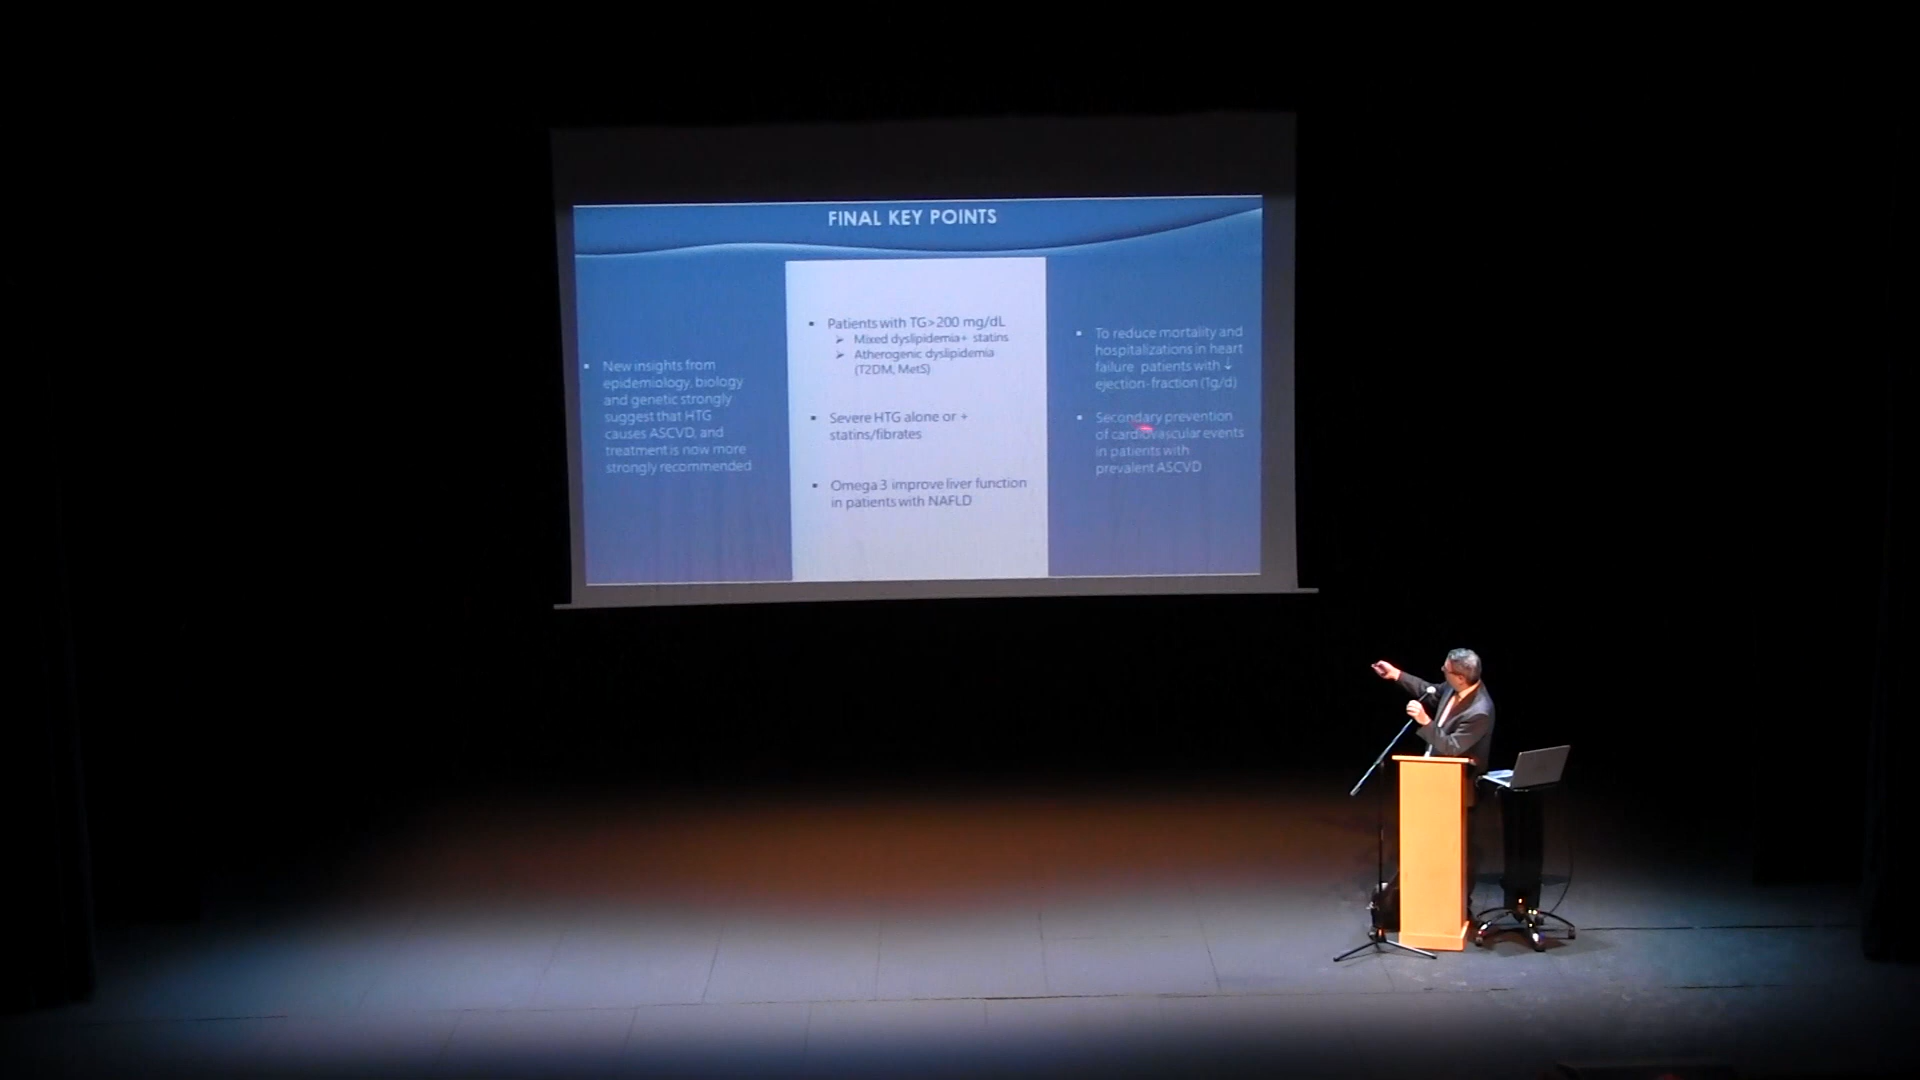 FINAL KEY POINTS
▪ New insights from
epidemiology, biology
and genetic strongly
suggest that HTG
causes ASCVD, and
treatment is now more
strongly recommended
▪ Patients with TG>200 mg/dL
➢ Mixed dyslipidemia+ statins
➢ Atherogenic dyslipidemia
(T2DM, MetS)
▪ Severe HTG alone or +
statins/fibrates
▪ Omega 3 improve liver function
in patients with NAFLD
▪ To reduce mortality and
hospitalizations in heart
failure patients with ↓
ejection-fraction (1g/d)
▪ Secondary prevention
of cardiovascular events
in patients with
prevalent ASCVD